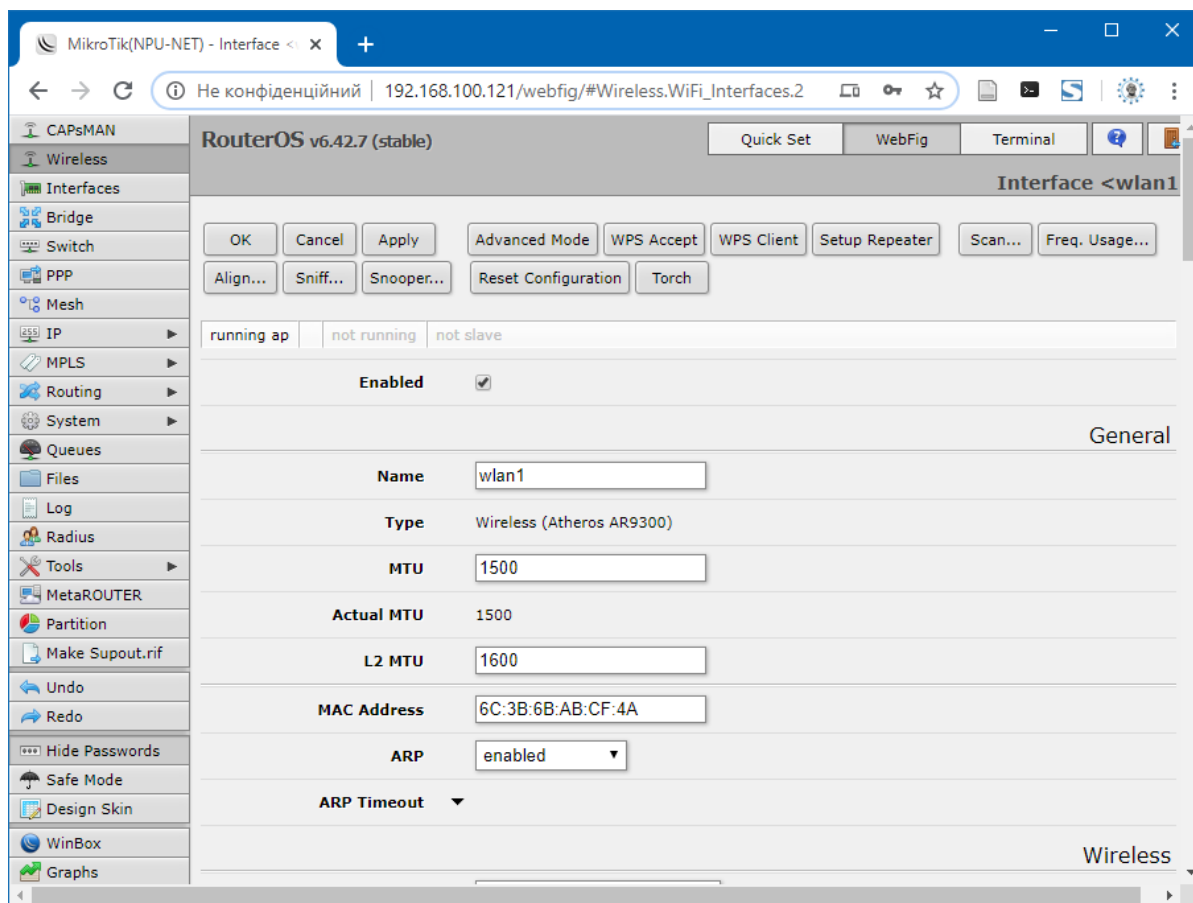 MikroTik(NPU-NET) - Interface <
Не конфіденційний | 192.168.100.121/webfig/#Wireless.WiFi_Interfaces.2
CAPsMAN
Wireless
Interfaces
Bridge
Switch
PPP
Mesh
IP
MPLS
Routing
System
Queues
Files
Log
Radius
Tools
MetaROUTER
Partition
Make Supout.rif
Undo
Redo
Hide Passwords
Safe Mode
Design Skin
WinBox
Graphs
RouterOS v6.42.7 (stable)
Quick Set WebFig Terminal
Interface <wlan1
OK Cancel Apply Advanced Mode WPS Accept WPS Client Setup Repeater Scan... Freq. Usage...
Align... Sniff... Snooper... Reset Configuration Torch
running ap not running not slave
Enabled
General
Name wlan1
Type Wireless (Atheros AR9300)
MTU 1500
Actual MTU 1500
L2 MTU 1600
MAC Address 6C:3B:6B:AB:CF:4A
ARP enabled
ARP Timeout
Wireless